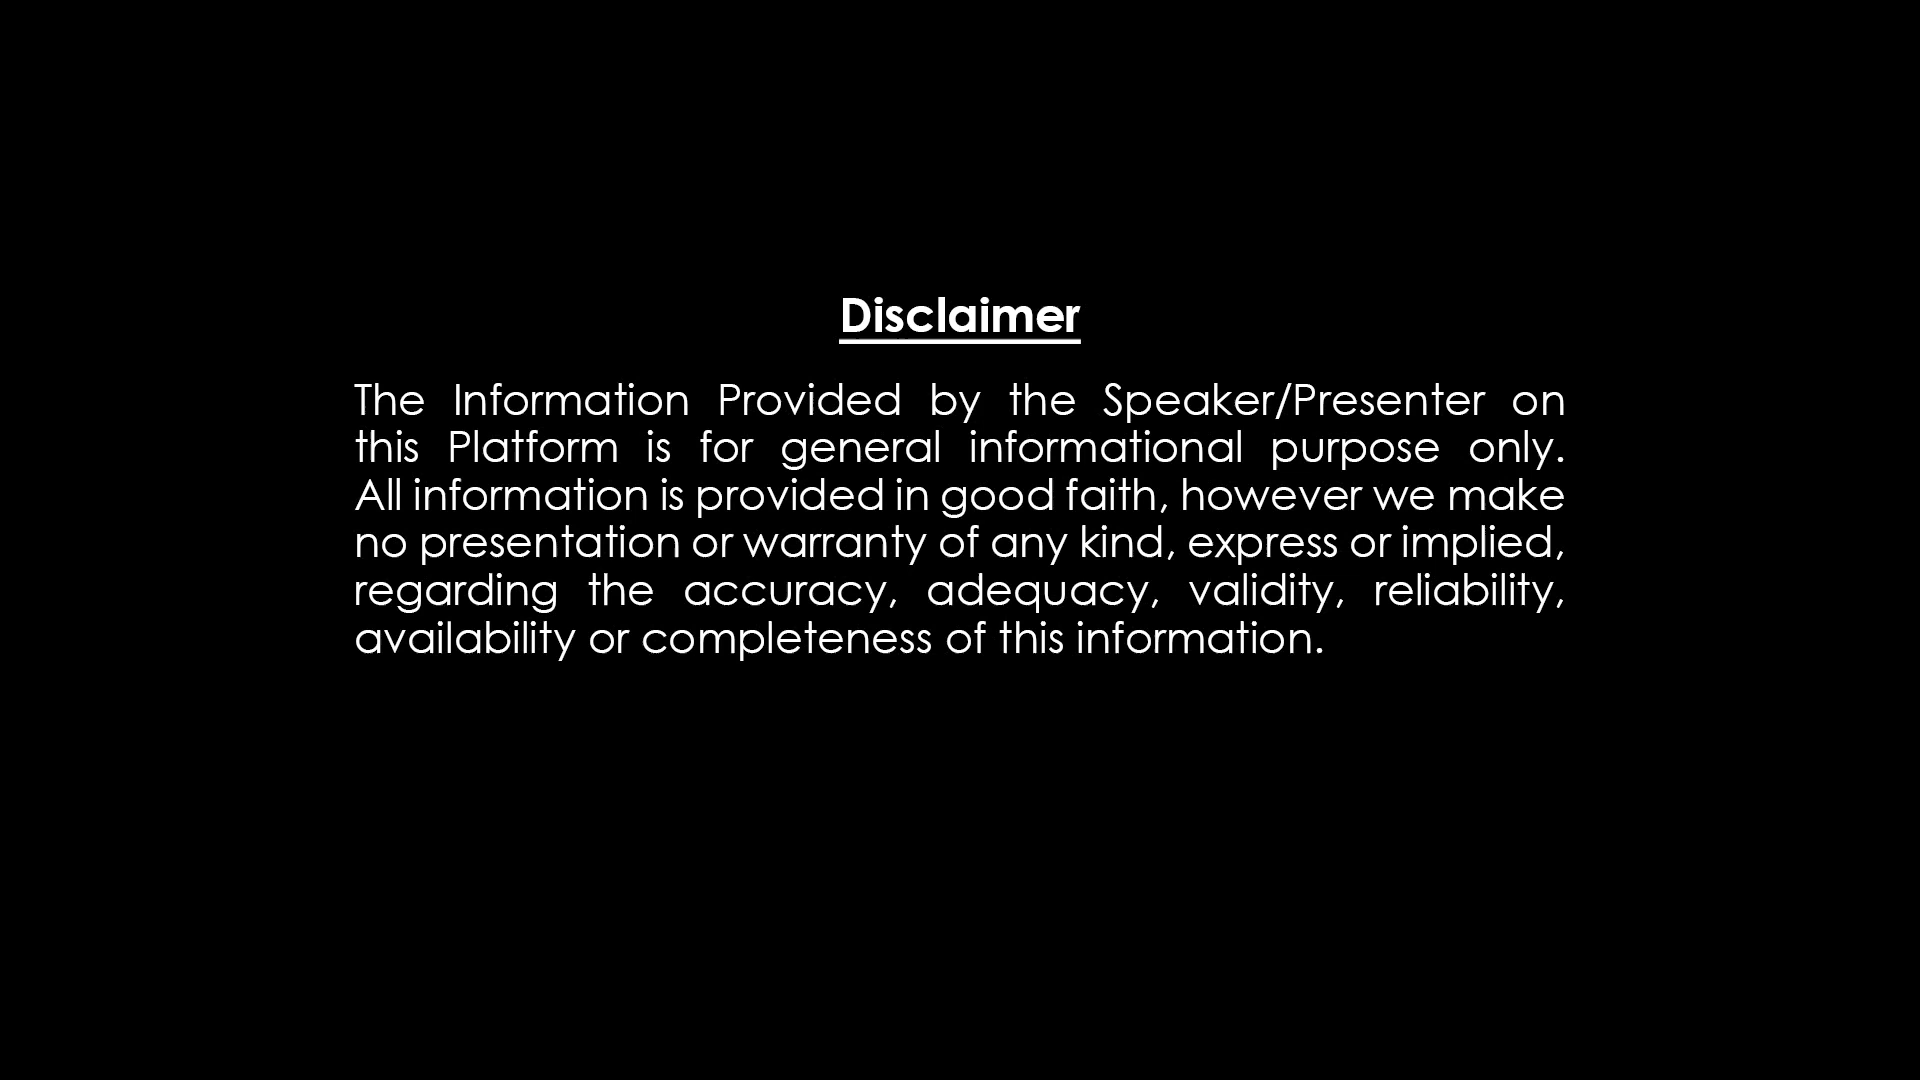 Disclaimer
The Information Provided by the Speaker/Presenter on
this Platform is for general informational purpose only.
All information is provided in good faith, however we make
no presentation or warranty of any kind, express or implied,
regarding the accuracy, adequacy, validity, reliability,
availability or completeness of this information.